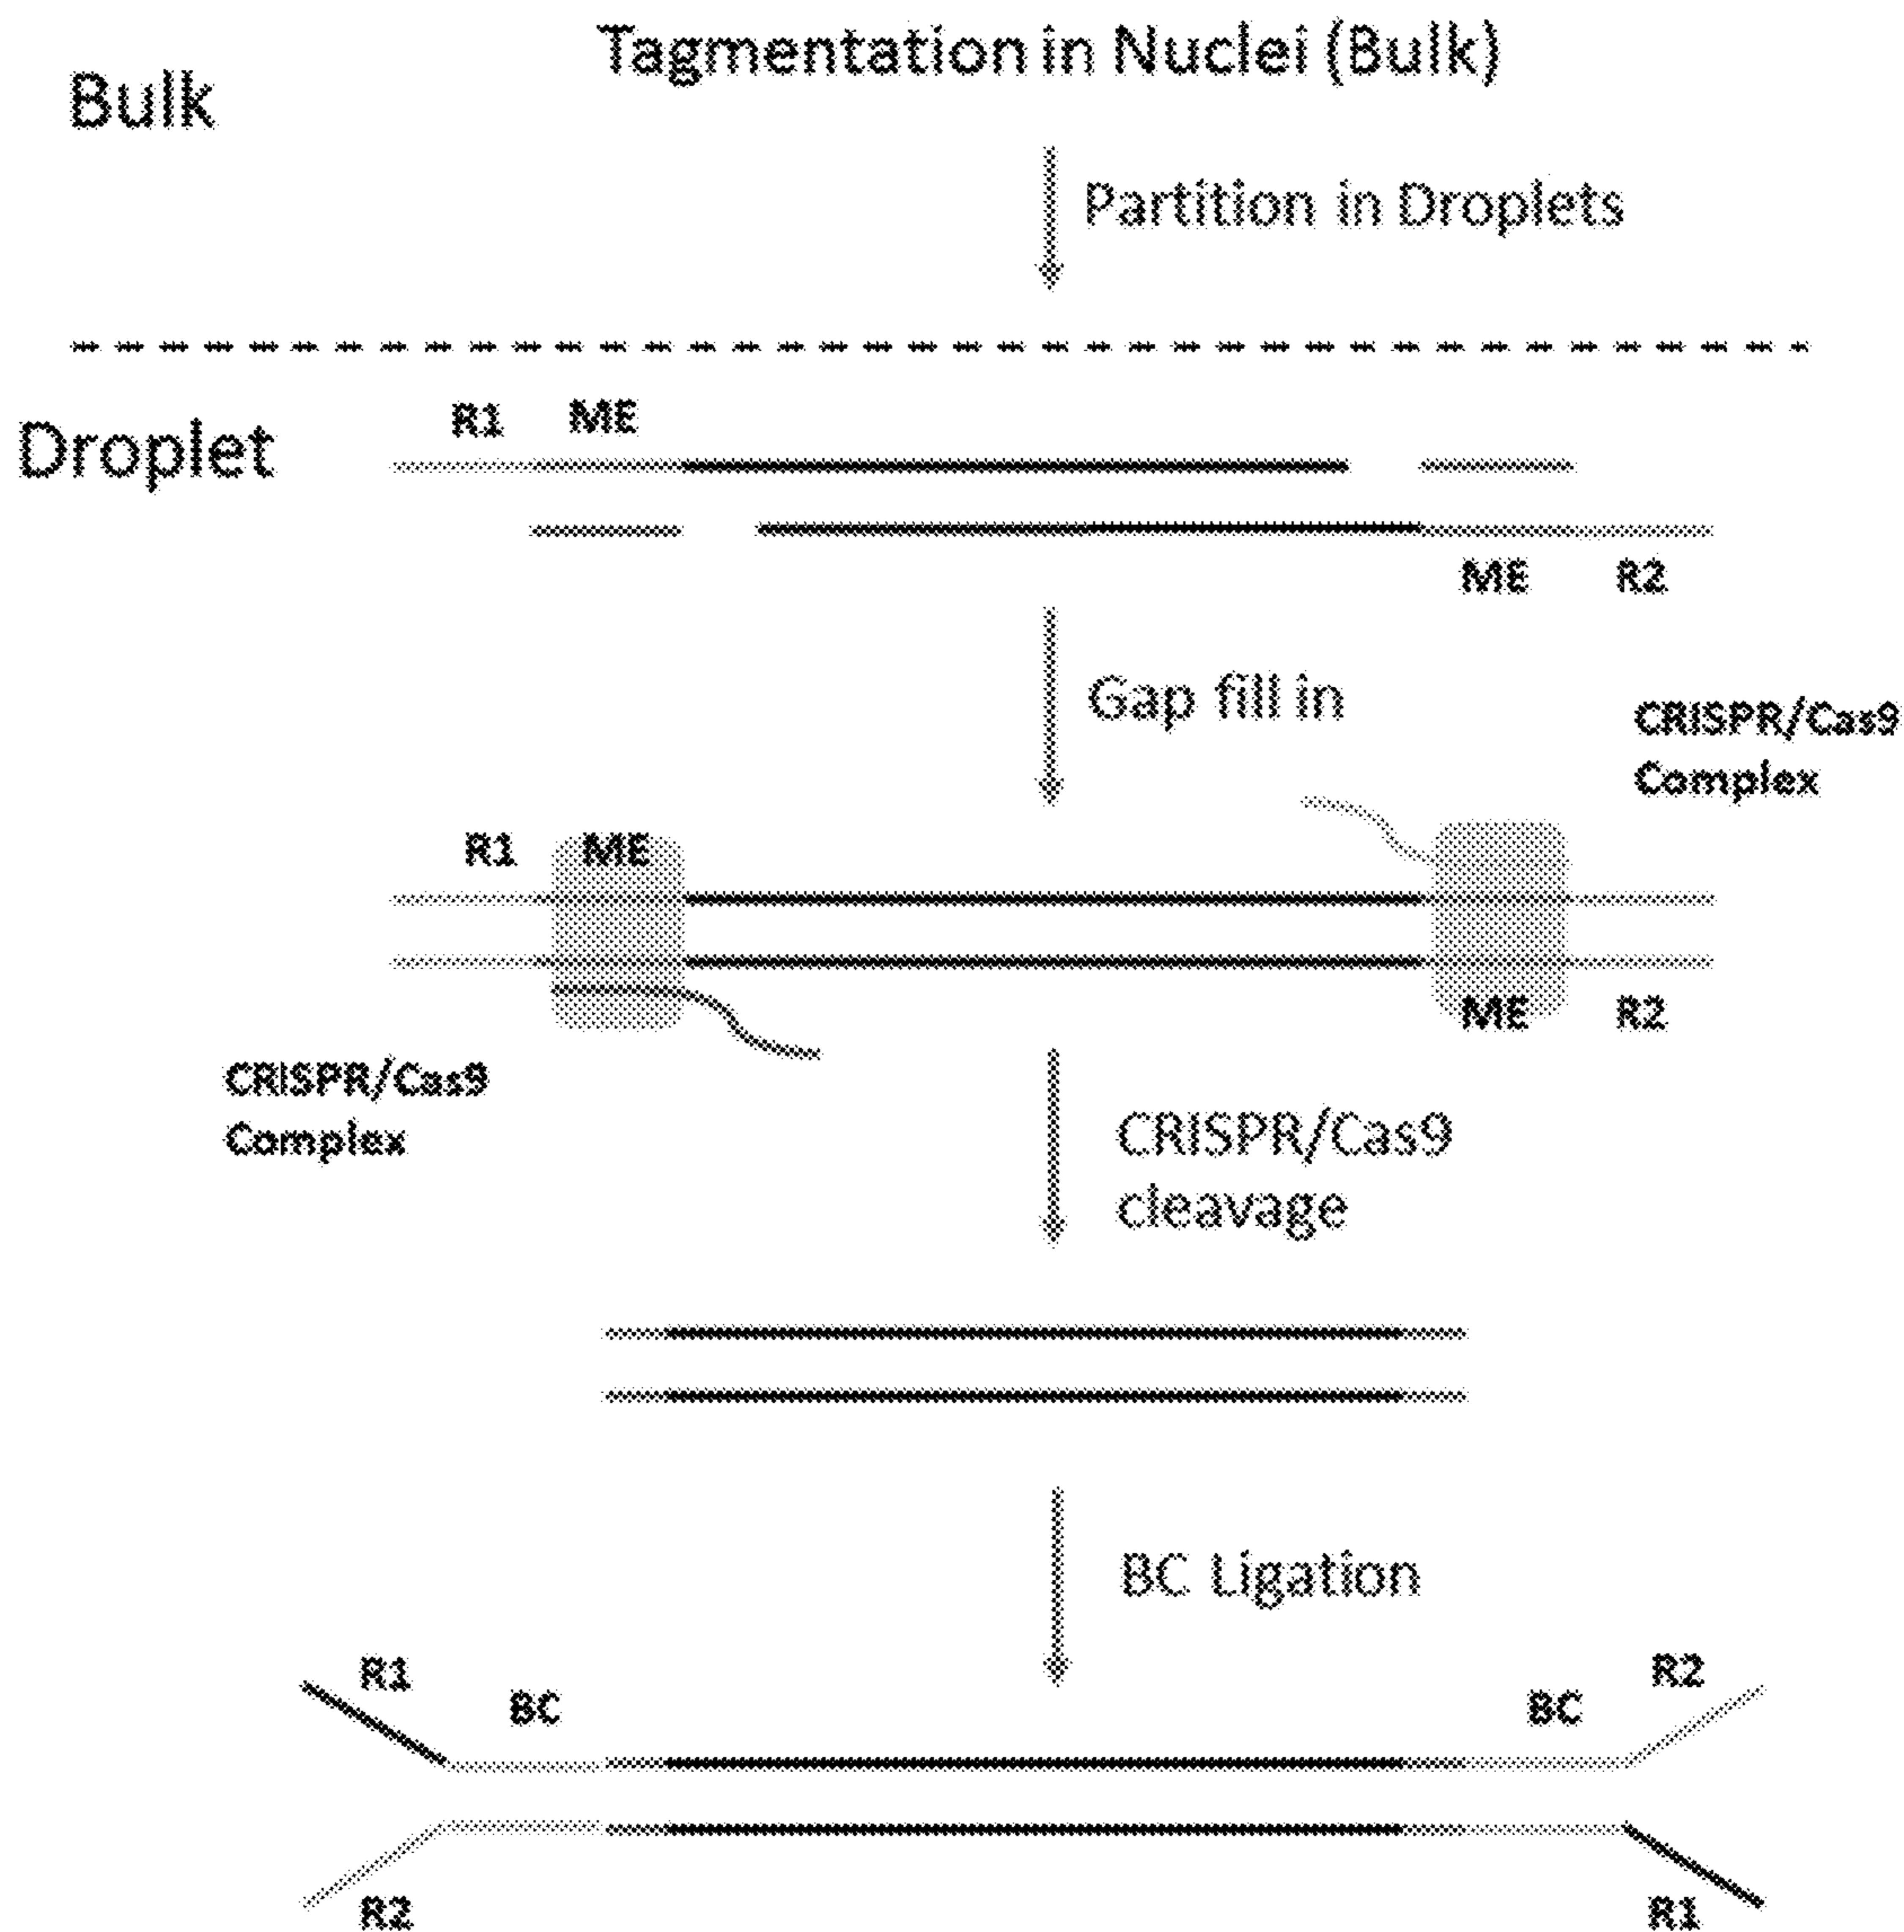 Tagmentation in Nuclei (Bulk)
Bulk
Partition in Droplets
R1 ME
Droplet
ME R2
Gap fill in
CRISPR/Cas9
Complex
R1 ME
ME R2
CRISPR/Cas9
Complex
CRISPR/Cas9
cleavage
BC Ligation
R1 BC
BC R2
R2
R1